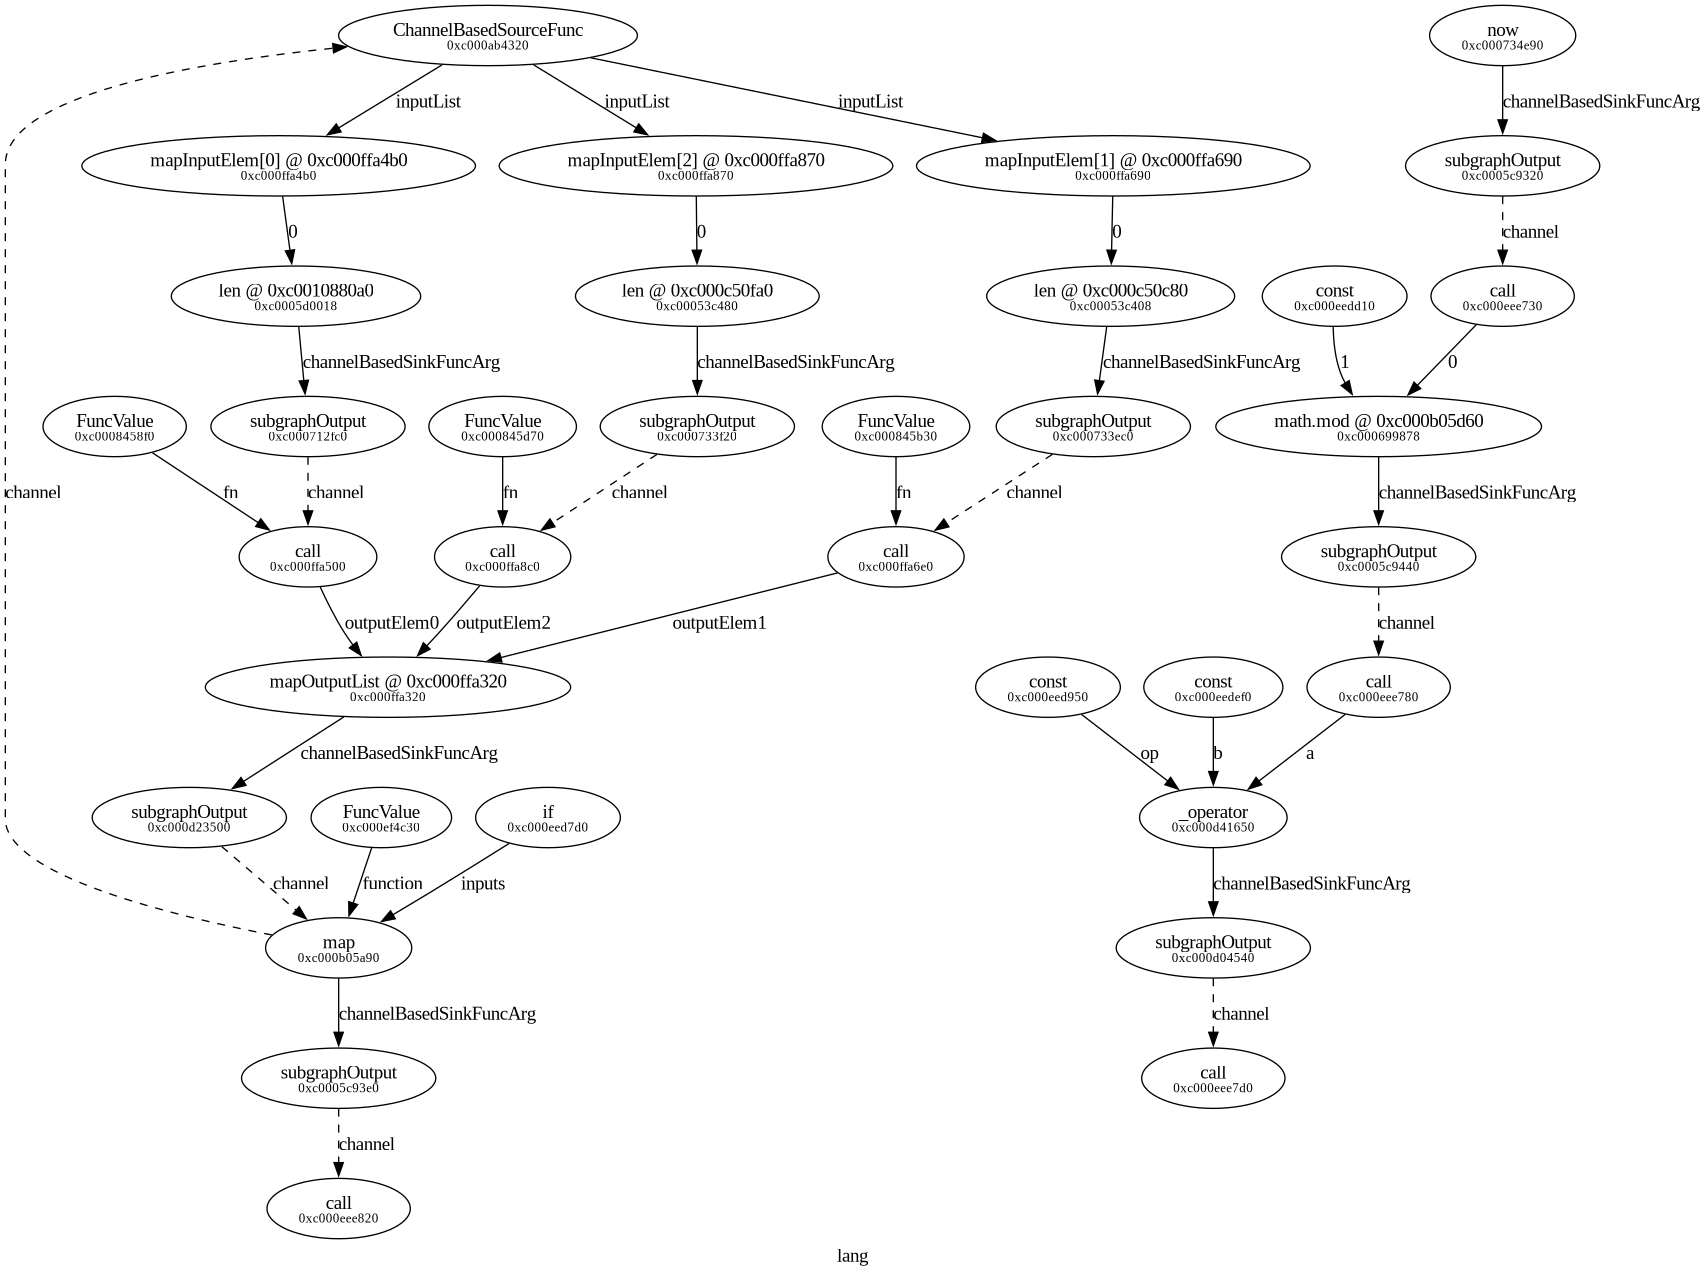 ChannelBasedSourceFunc
0xc000ab4320
now
0xc000734e90
inputList
inputList
inputList
channelBasedSinkFuncArg
mapInputElem[0] @ 0xc000ffa4b0
0xc000ffa4b0
mapInputElem[2] @ 0xc000ffa870
0xc000ffa870
mapInputElem[1] @ 0xc000ffa690
0xc000ffa690
subgraphOutput
0xc0005c9320
0
0
0
channel
len @ 0xc0010880a0
0xc0005d0018
len @ 0xc000c50fa0
0xc00053c480
len @ 0xc000c50c80
0xc00053c408
const
0xc000eedd10
call
0xc000eee730
channelBasedSinkFuncArg
channelBasedSinkFuncArg
channelBasedSinkFuncArg
1
0
FuncValue
0xc0008458f0
subgraphOutput
0xc000712fc0
FuncValue
0xc000845d70
subgraphOutput
0xc000733f20
FuncValue
0xc000845b30
subgraphOutput
0xc000733ec0
math.mod @ 0xc000b05d60
0xc000699878
channel
fn
channel
fn
channel
fn
channel
channelBasedSinkFuncArg
call
0xc000ffa500
call
0xc000ffa8c0
call
0xc000ffa6e0
subgraphOutput
0xc0005c9440
outputElem0
outputElem2
outputElem1
channel
mapOutputList @ 0xc000ffa320
0xc000ffa320
const
0xc000eed950
const
0xc000eedef0
call
0xc000eee780
channelBasedSinkFuncArg
op
b
a
subgraphOutput
0xc000d23500
FuncValue
0xc000ef4c30
if
0xc000eed7d0
_operator
0xc000d41650
channel
function
inputs
channelBasedSinkFuncArg
map
0xc000b05a90
subgraphOutput
0xc000d04540
channelBasedSinkFuncArg
channel
subgraphOutput
0xc0005c93e0
call
0xc000eee7d0
channel
call
0xc000eee820
lang